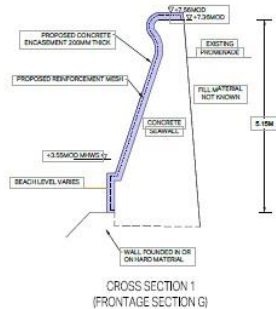 +7.56MOD
+7.36MOD
PROPOSED CONCRETE
ENCASEMENT 200MM THICK
EXISTING
PROMENADE
PROPOSED REINFORCEMENT MESH
FILL MATERIAL
NOT KNOWN
CONCRETE
SEAWALL
5.15M
+3.55MOD MHWS
BEACH LEVEL VARIES
WALL FOUNDED IN OR
ON HARD MATERIAL
CROSS SECTION 1
(FRONTAGE SECTION G)